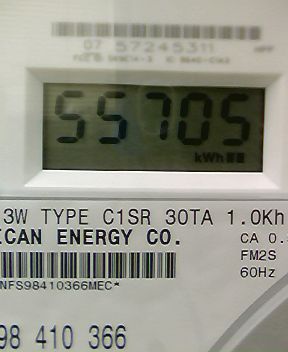 07 57245311
55705
kWh
3W TYPE C1SR 30TA 1.0Kh
ICAN ENERGY CO.
CA 0.
FM2S
60Hz
NFS98410366MEC*
98 410 366